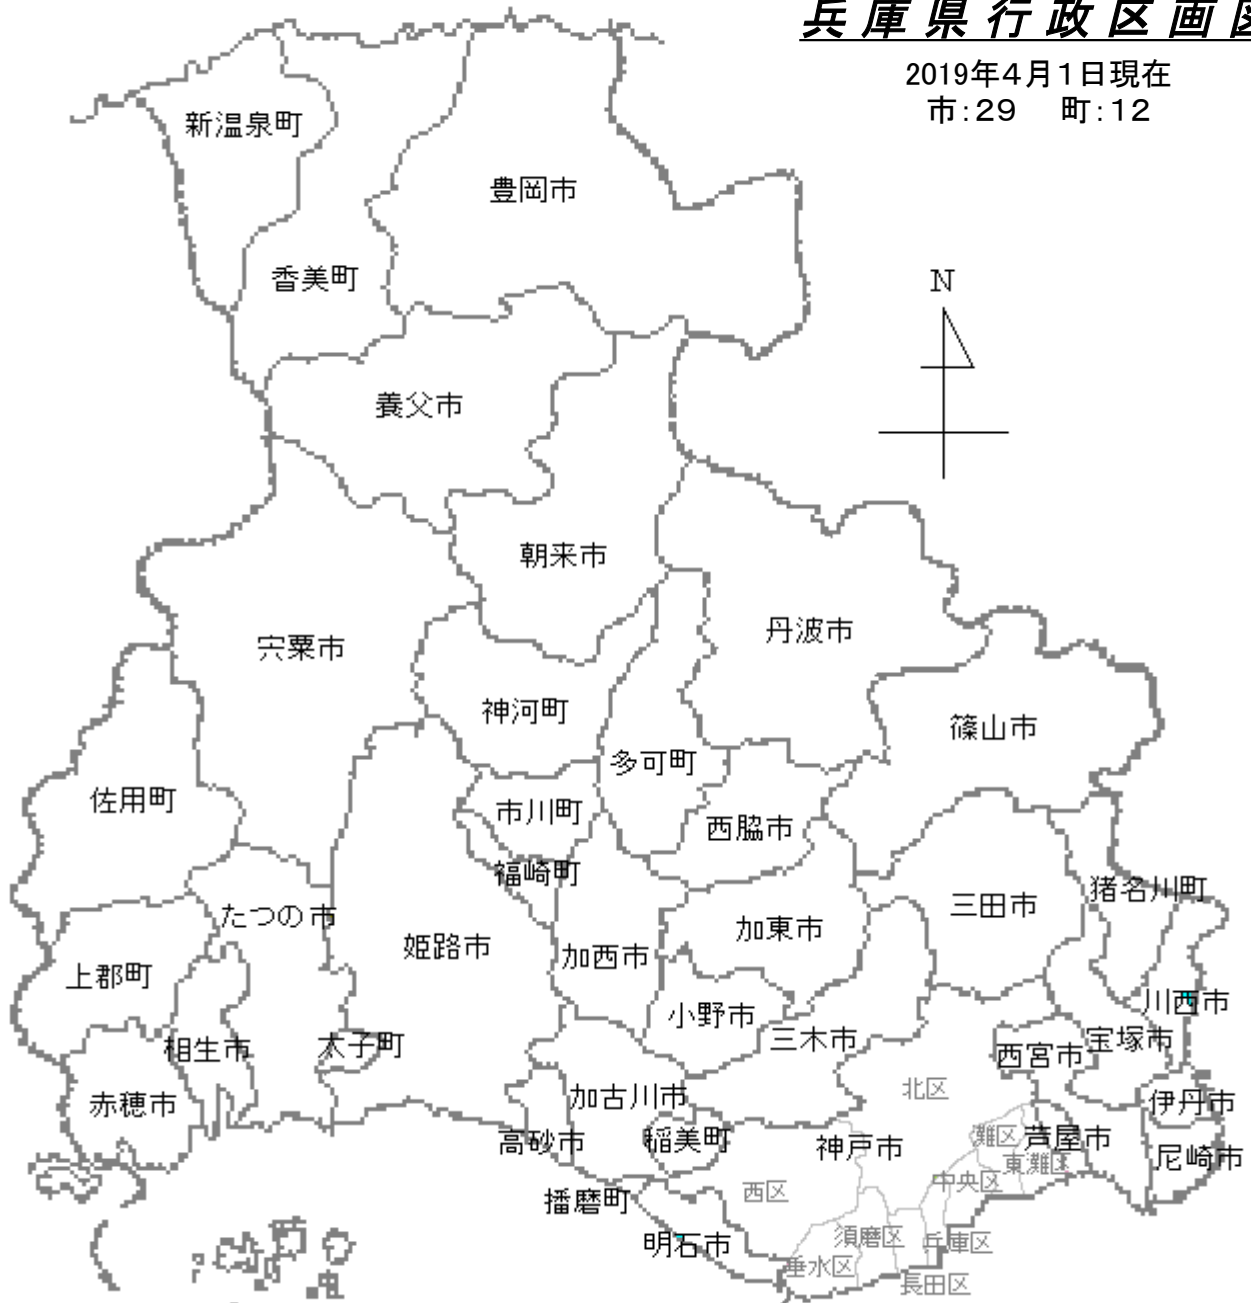 兵庫県行政区画図
2019年4月1日現在
市:29 町:12
新温泉町
豊岡市
香美町
N
養父市
朝来市
丹波市
宍粟市
神河町
篠山市
多可町
佐用町
市川町
西脇市
福崎町
猪名川町
たつの市
三田市
加東市
姫路市
加西市
上郡町
川西市
小野市
三木市
宝塚市
相生市
太子町
西宮市
北区
加古川市
赤穂市
伊丹市
高砂市
稲美町
神戸市
灘区
芦屋市
東灘区
尼崎市
中央区
西区
播磨町
須磨区
兵庫区
明石市
垂水区
長田区